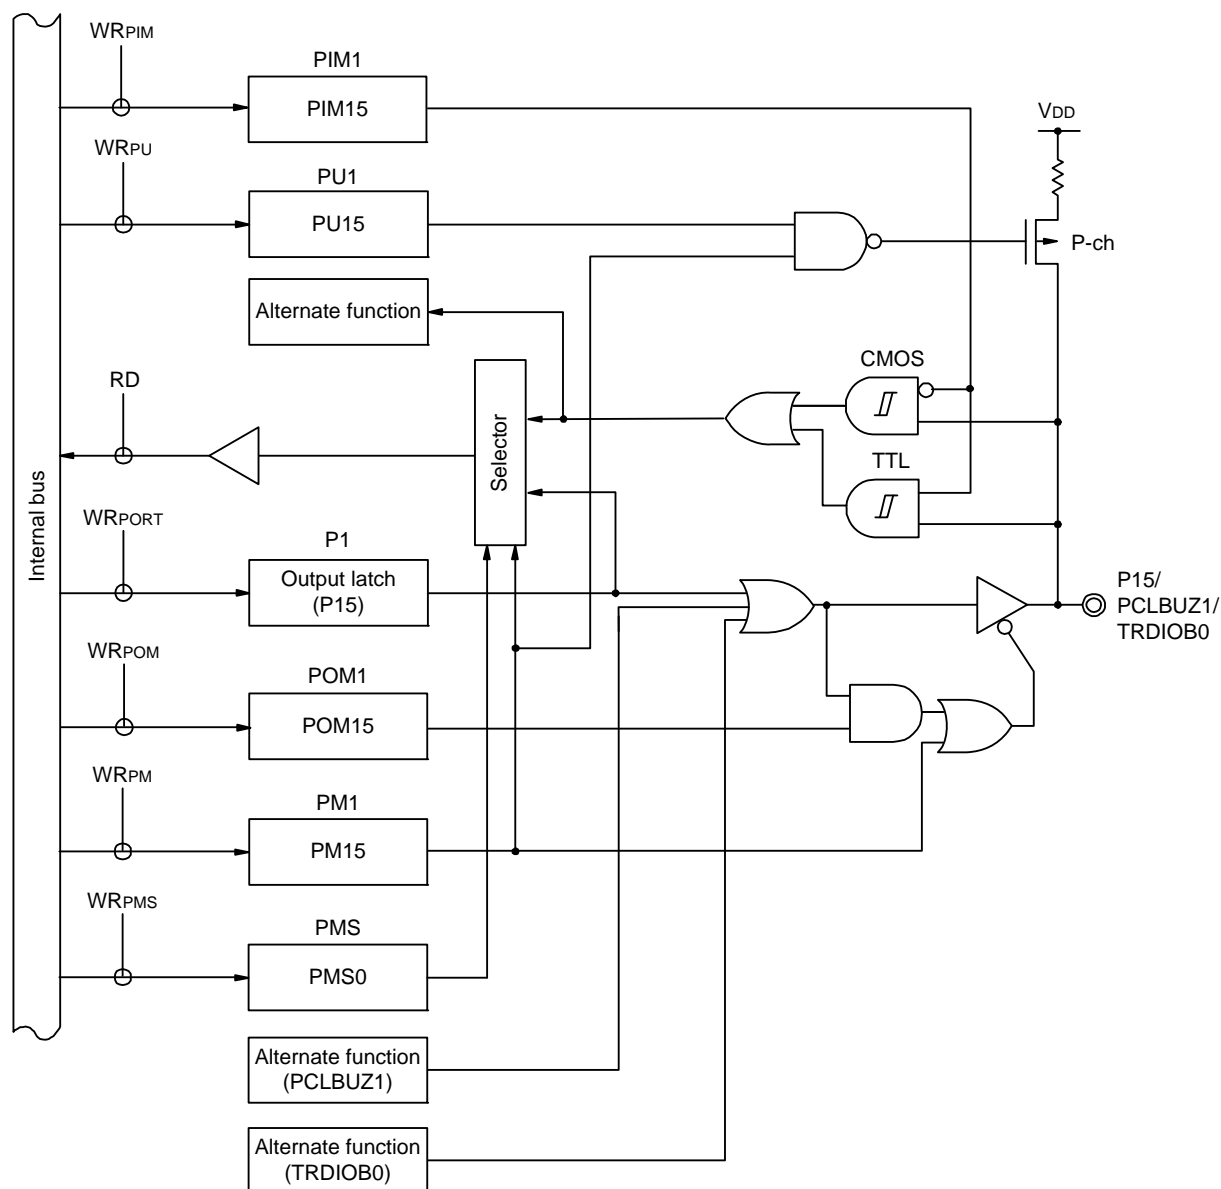 WRPIM
PIM1
PIM15
VDD
WRPU
PU1
PU15
P-ch
Alternate function
CMOS
RD
Selector
TTL
Internal bus
WRPORT
P1
Output latch
(P15)
P15/
PCLBUZ1/
TRDIOB0
WRPOM
POM1
POM15
WRPM
PM1
PM15
WRPMS
PMS
PMS0
Alternate function
(PCLBUZ1)
Alternate function
(TRDIOB0)